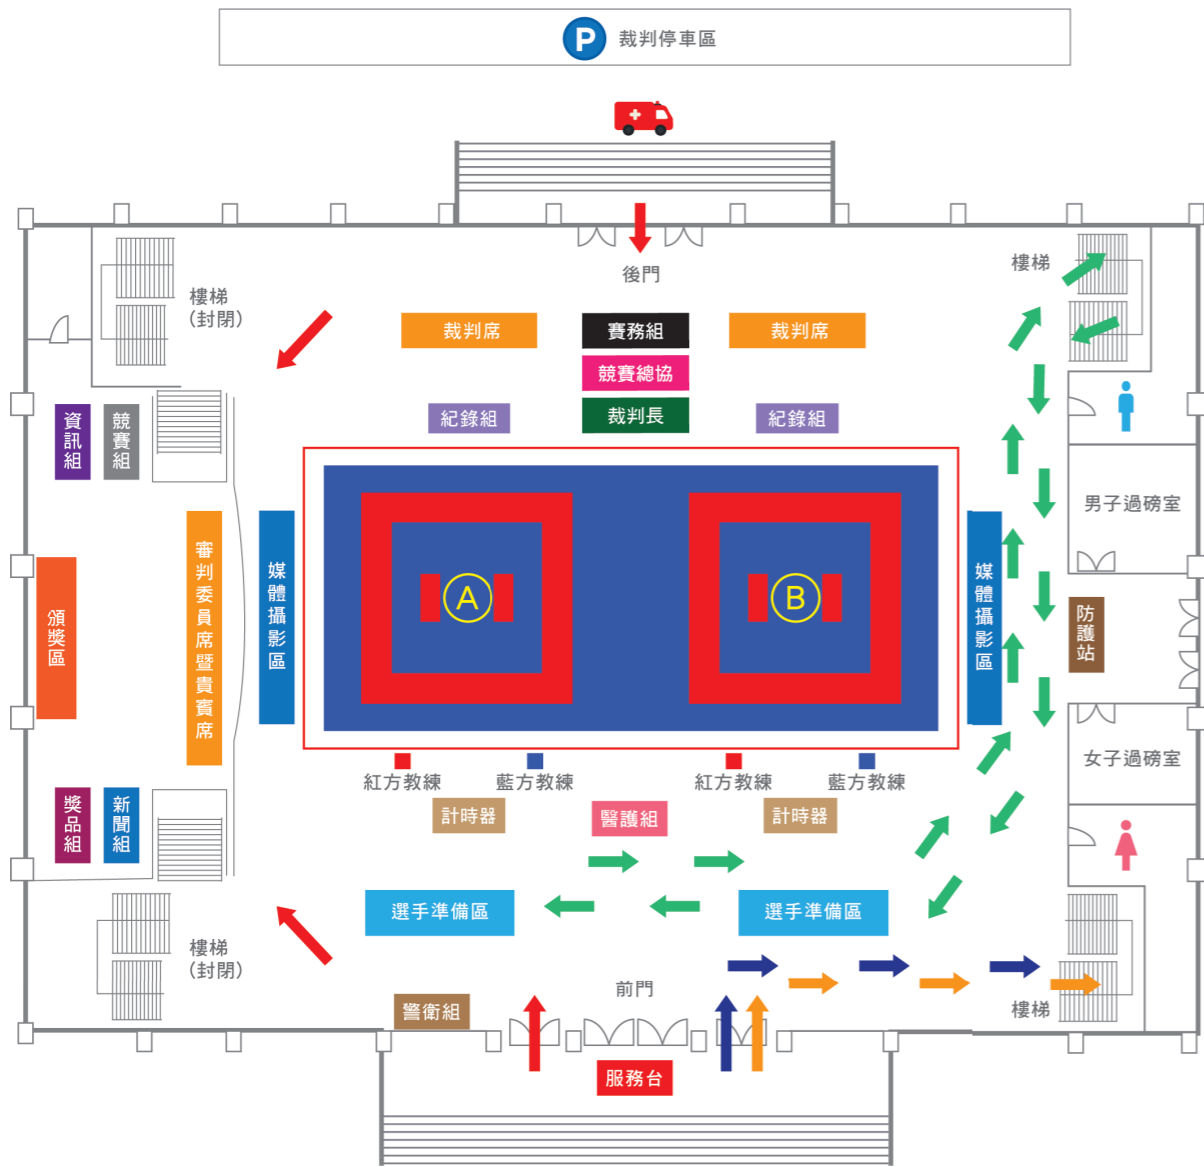 P 裁判停車區
後門
樓梯
樓梯
(封閉)
裁判席
賽務組
裁判席
競賽總協
紀錄組
裁判長
紀錄組
資訊組
競賽組
男子過磅室
審判委員席暨貴賓席
媒體攝影區
媒體攝影區
頒獎區
A
B
防護站
紅方教練
藍方教練
紅方教練
藍方教練
女子過磅室
獎品組
新聞組
計時器
醫護組
計時器
選手準備區
選手準備區
樓梯
(封閉)
前門
樓梯
警衛組
服務台